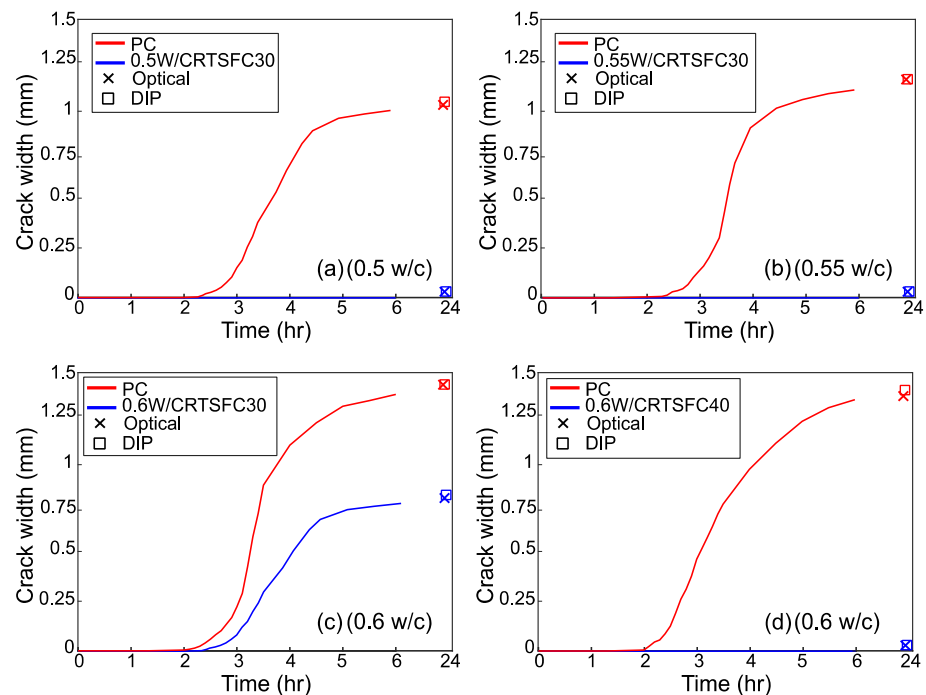 1.5
1.25
1
0.75
0.5
0.25
0
Crack width (mm)
PC
0.5W/CRTSFC30
Optical
DIP
(a)(0.5 w/c)
0 1 2 3 4 5 6 24
Time (hr)
1.5
1.25
1
0.75
0.5
0.25
0
Crack width (mm)
PC
0.55W/CRTSFC30
Optical
DIP
(b)(0.55 w/c)
0 1 2 3 4 5 6 24
Time (hr)
1.5
1.25
1
0.75
0.5
0.25
0
Crack width (mm)
PC
0.6W/CRTSFC30
Optical
DIP
(c)(0.6 w/c)
0 1 2 3 4 5 6 24
Time (hr)
1.5
1.25
1
0.75
0.5
0.25
0
Crack width (mm)
PC
0.6W/CRTSFC40
Optical
DIP
(d)(0.6 w/c)
0 1 2 3 4 5 6 24
Time (hr)